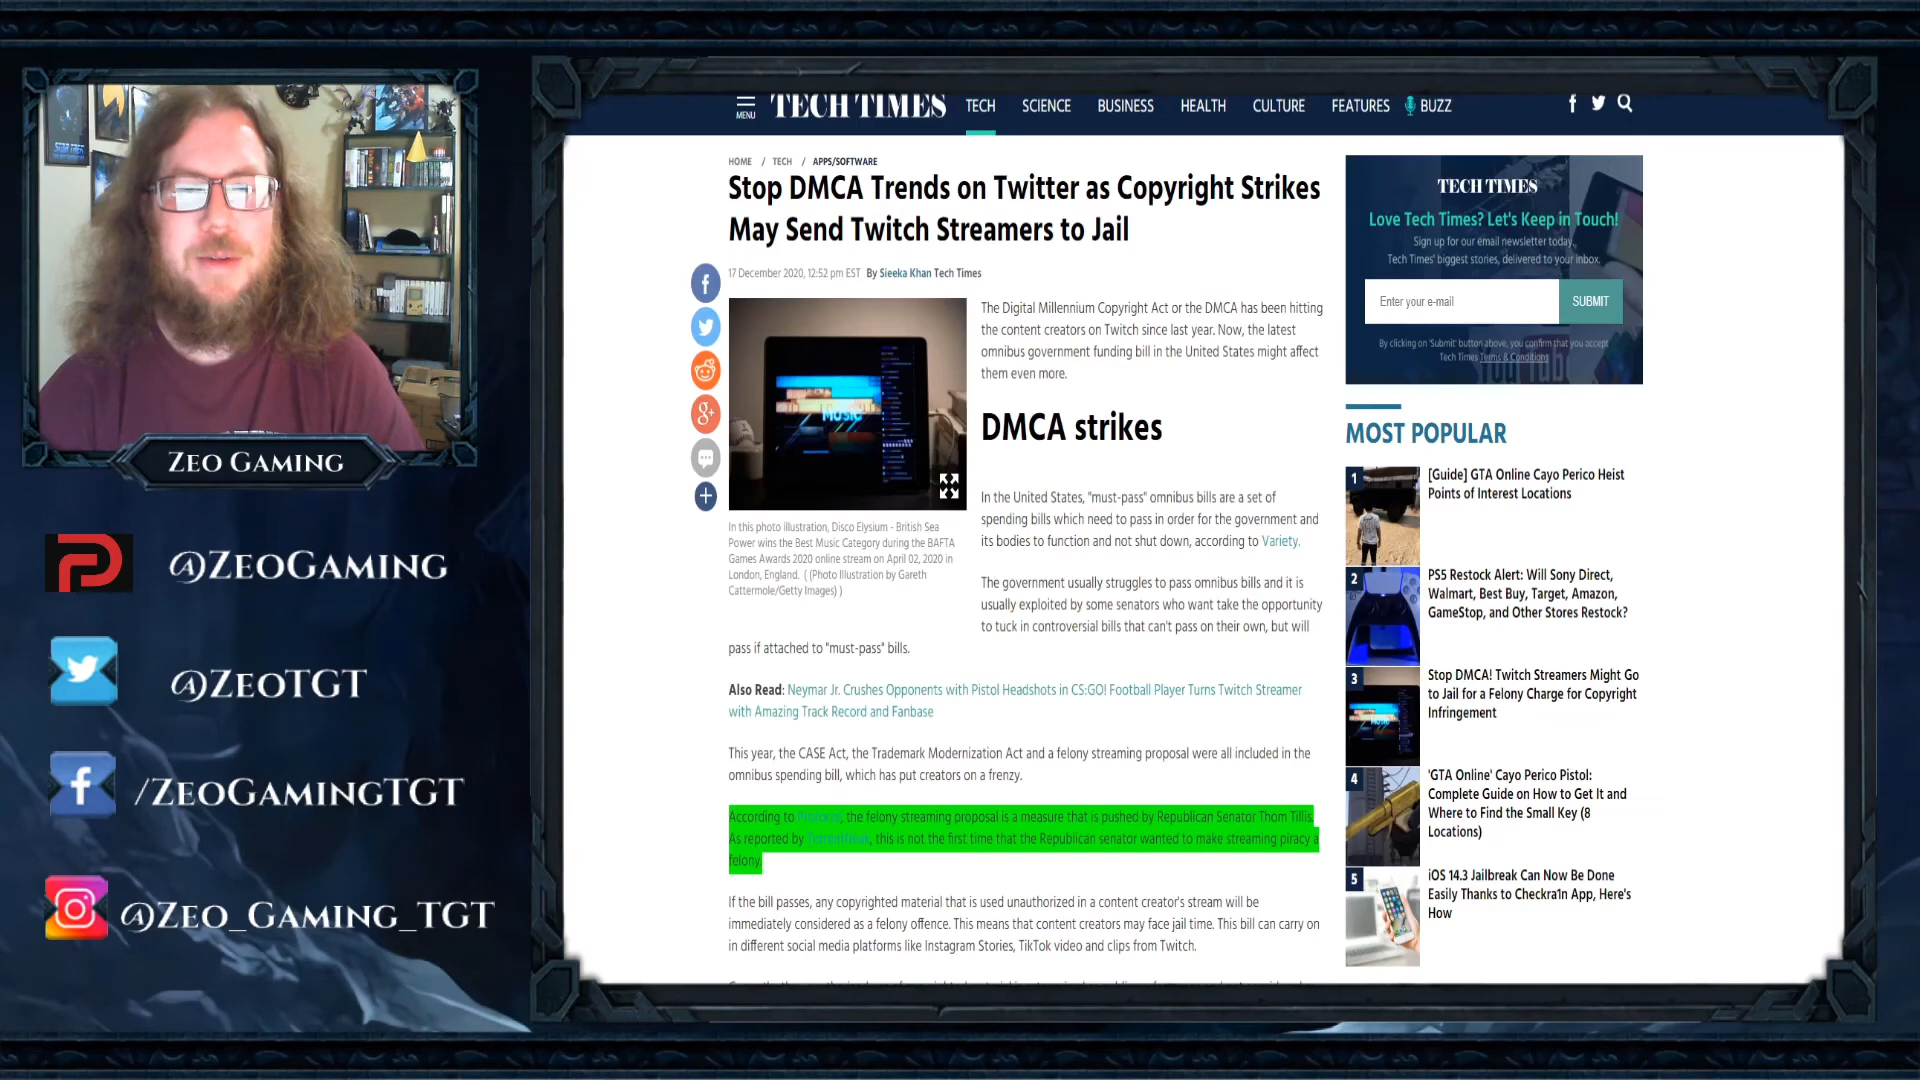 STAR TREK
ZEO GAMING
@ZEOGAMING
@ZEOTGT
/ZEOGAMINGTGT
@ZEO_GAMING_TGT
MENU
TECH TIMES
TECH
SCIENCE
BUSINESS
HEALTH
CULTURE
FEATURES
BUZZ
HOME / TECH / APPS/SOFTWARE
Stop DMCA Trends on Twitter as Copyright Strikes
May Send Twitch Streamers to Jail
17 December 2020, 12:52 pm EST By Sieeka Khan Tech Times
MUSIC
In this photo illustration, Disco Elysium - British Sea
Power wins the Best Music Category during the BAFTA
Games Awards 2020 online stream on April 02, 2020 in
London, England. ( (Photo Illustration by Gareth
Cattermole/Getty Images) )
The Digital Millennium Copyright Act or the DMCA has been hitting
the content creators on Twitch since last year. Now, the latest
omnibus government funding bill in the United States might affect
them even more.
DMCA strikes
In the United States, "must-pass" omnibus bills are a set of
spending bills which need to pass in order for the government and
its bodies to function and not shut down, according to Variety.
The government usually struggles to pass omnibus bills and it is
usually exploited by some senators who want take the opportunity
to tuck in controversial bills that can't pass on their own, but will
pass if attached to "must-pass" bills.
Also Read: Neymar Jr. Crushes Opponents with Pistol Headshots in CS:GO! Football Player Turns Twitch Streamer
with Amazing Track Record and Fanbase
This year, the CASE Act, the Trademark Modernization Act and a felony streaming proposal were all included in the
omnibus spending bill, which has put creators on a frenzy.
According to , the felony streaming proposal is a measure that is pushed by Republican Senator Thom Tillis.
As reported by , this is not the first time that the Republican senator wanted to make streaming piracy a
felony.
If the bill passes, any copyrighted material that is used unauthorized in a content creator's stream will be
immediately considered as a felony offence. This means that content creators may face jail time. This bill can carry on
in different social media platforms like Instagram Stories, TikTok video and clips from Twitch.
TECH TIMES
Love Tech Times? Let's Keep in Touch!
Sign up for our email newsletter today.
Tech Times' biggest stories, delivered to your inbox.
Enter your e-mail
SUBMIT
By clicking on 'Submit' button above, you confirm that you accept
Tech Times Terms & Conditions
MOST POPULAR
1
[Guide] GTA Online Cayo Perico Heist
Points of Interest Locations
2
PS5 Restock Alert: Will Sony Direct,
Walmart, Best Buy, Target, Amazon,
GameStop, and Other Stores Restock?
3
Stop DMCA! Twitch Streamers Might Go
to Jail for a Felony Charge for Copyright
Infringement
4
'GTA Online' Cayo Perico Pistol:
Complete Guide on How to Get It and
Where to Find the Small Key (8
Locations)
5
iOS 14.3 Jailbreak Can Now Be Done
Easily Thanks to Checkra1n App, Here's
How